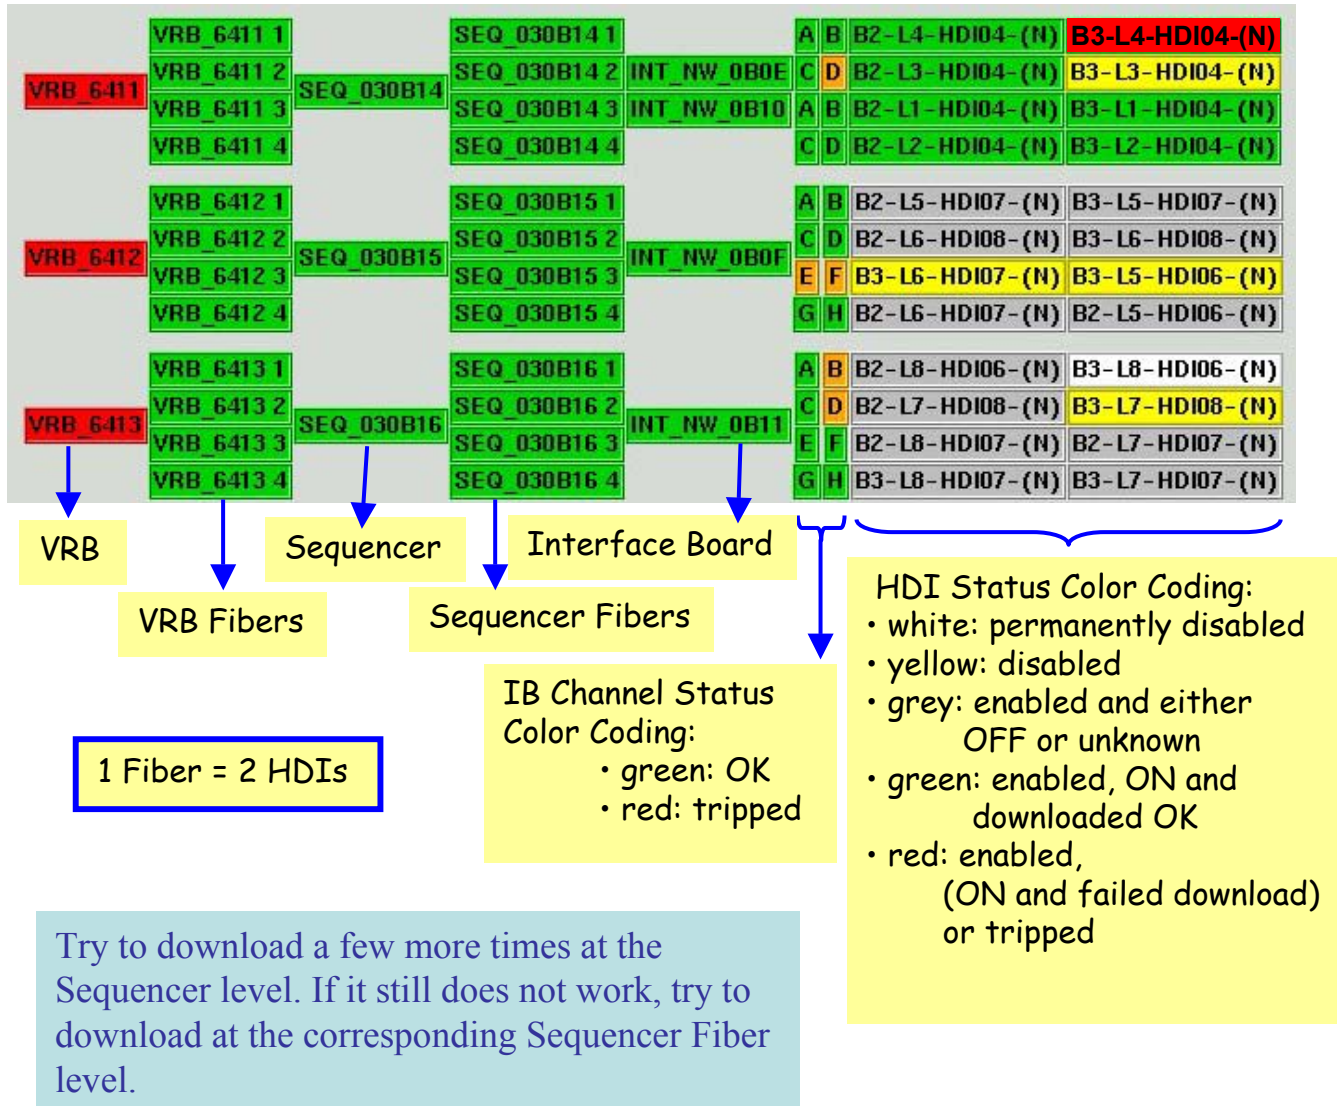 VRB_6411 1 SEQ_030B14 1 A B B2-L4-HDI04-(N) B3-L4-HDI04-(N)
VRB_6411 VRB_6411 2 SEQ_030B14 SEQ_030B14 2 INT_NW_0B0E C D B2-L3-HDI04-(N) B3-L3-HDI04-(N)
VRB_6411 3 SEQ_030B14 3 INT_NW_0B10 A B B2-L1-HDI04-(N) B3-L1-HDI04-(N)
VRB_6411 4 SEQ_030B14 4 C D B2-L2-HDI04-(N) B3-L2-HDI04-(N)
VRB_6412 1 SEQ_030B15 1 A B B2-L5-HDI07-(N) B3-L5-HDI07-(N)
VRB_6412 VRB_6412 2 SEQ_030B15 SEQ_030B15 2 INT_NW_0B0F C D B2-L6-HDI08-(N) B3-L6-HDI08-(N)
VRB_6412 3 SEQ_030B15 3 E F B3-L6-HDI07-(N) B3-L5-HDI06-(N)
VRB_6412 4 SEQ_030B15 4 G H B2-L6-HDI07-(N) B2-L5-HDI06-(N)
VRB_6413 1 SEQ_030B16 1 A B B2-L8-HDI06-(N) B3-L8-HDI06-(N)
VRB_6413 VRB_6413 2 SEQ_030B16 SEQ_030B16 2 INT_NW_0B11 C D B2-L7-HDI08-(N) B3-L7-HDI08-(N)
VRB_6413 3 SEQ_030B16 3 E F B2-L8-HDI07-(N) B2-L7-HDI07-(N)
VRB_6413 4 SEQ_030B16 4 G H B3-L8-HDI07-(N) B3-L7-HDI07-(N)
VRB
Sequencer
Interface Board
VRB Fibers
Sequencer Fibers
IB Channel Status
Color Coding:
• green: OK
• red: tripped
HDI Status Color Coding:
• white: permanently disabled
• yellow: disabled
• grey: enabled and either
OFF or unknown
• green: enabled, ON and
downloaded OK
• red: enabled,
(ON and failed download)
or tripped
1 Fiber = 2 HDIs
Try to download a few more times at the
Sequencer level. If it still does not work, try to
download at the corresponding Sequencer Fiber
level.